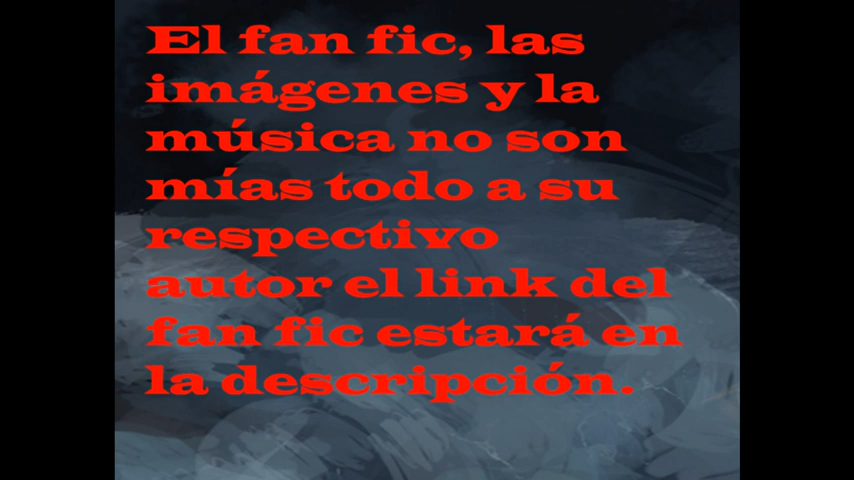 El fan fic, las
imágenes y la
música no son
mías todo a su
respectivo
autor el link del
fan fic estará en
la descripción.